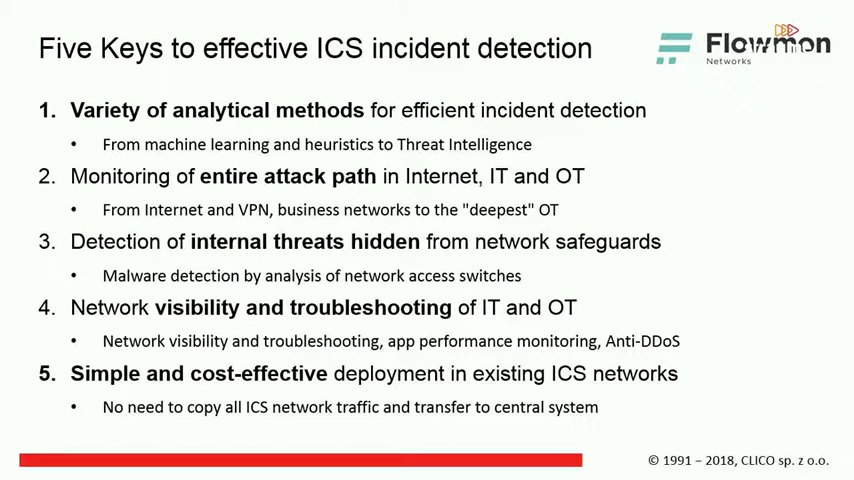 Five Keys to effective ICS incident detection
Flowmon
Networks
1. Variety of analytical methods for efficient incident detection
• From machine learning and heuristics to Threat Intelligence
2. Monitoring of entire attack path in Internet, IT and OT
• From Internet and VPN, business networks to the "deepest" OT
3. Detection of internal threats hidden from network safeguards
• Malware detection by analysis of network access switches
4. Network visibility and troubleshooting of IT and OT
• Network visibility and troubleshooting, app performance monitoring, Anti-DDoS
5. Simple and cost-effective deployment in existing ICS networks
• No need to copy all ICS network traffic and transfer to central system
© 1991 – 2018, CLICO sp. z o.o.